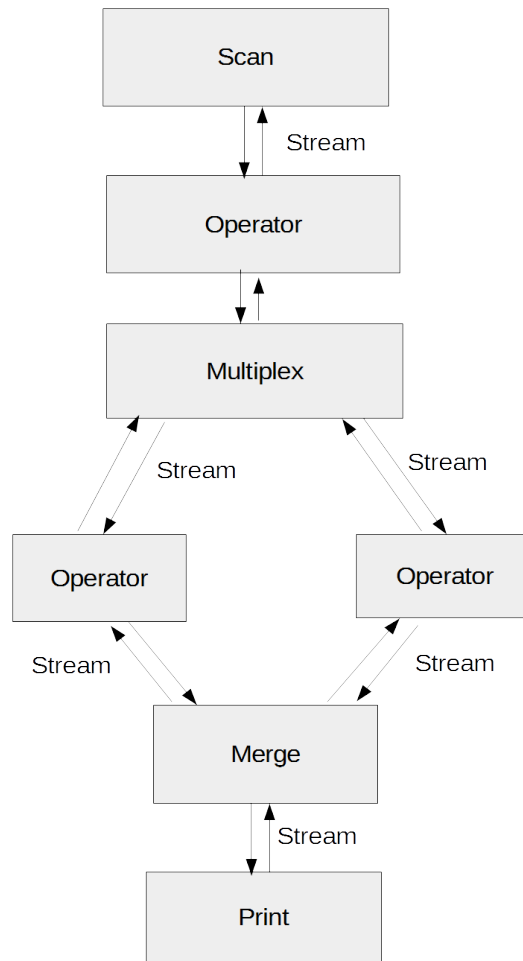 Scan
Stream
Operator
Multiplex
Stream
Stream
Operator
Operator
Stream
Stream
Merge
Stream
Print